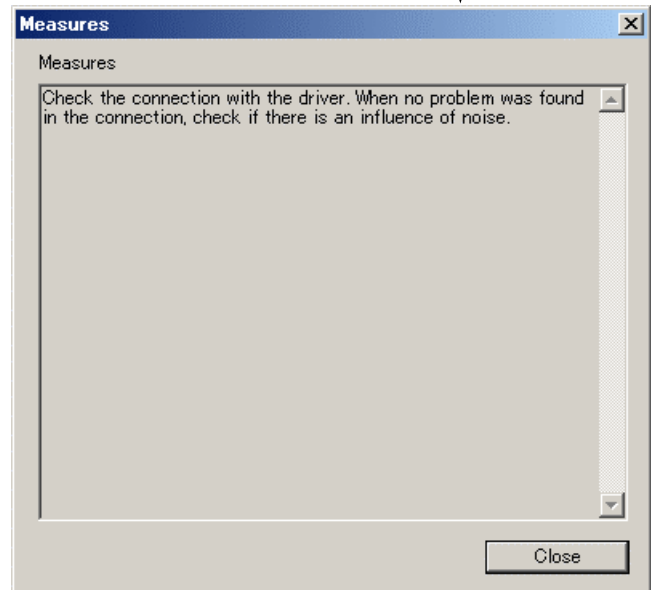 Measures
Measures
Check the connection with the driver. When no problem was found
in the connection, check if there is an influence of noise.
Close